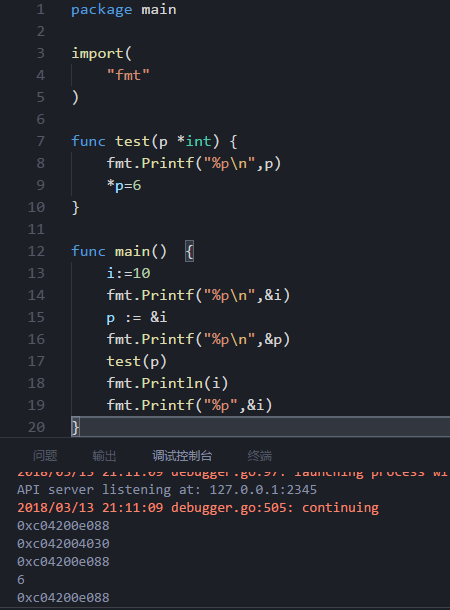 1 package main
2
3 import(
4 "fmt"
5 )
6
7 func test(p *int) {
8 fmt.Printf("%p\n",p)
9 *p=6
10 }
11
12 func main()  {
13 i:=10
14 fmt.Printf("%p\n",&i)
15 p := &i
16 fmt.Printf("%p\n",&p)
17 test(p)
18 fmt.Println(i)
19 fmt.Printf("%p",&i)
20 }
问题 输出 调试控制台 终端
2018/03/13 21:11:09 debugger.go:97: launching process wi
API server listening at: 127.0.0.1:2345
2018/03/13 21:11:09 debugger.go:505: continuing
0xc04200e088
0xc042004030
0xc04200e088
6
0xc04200e088